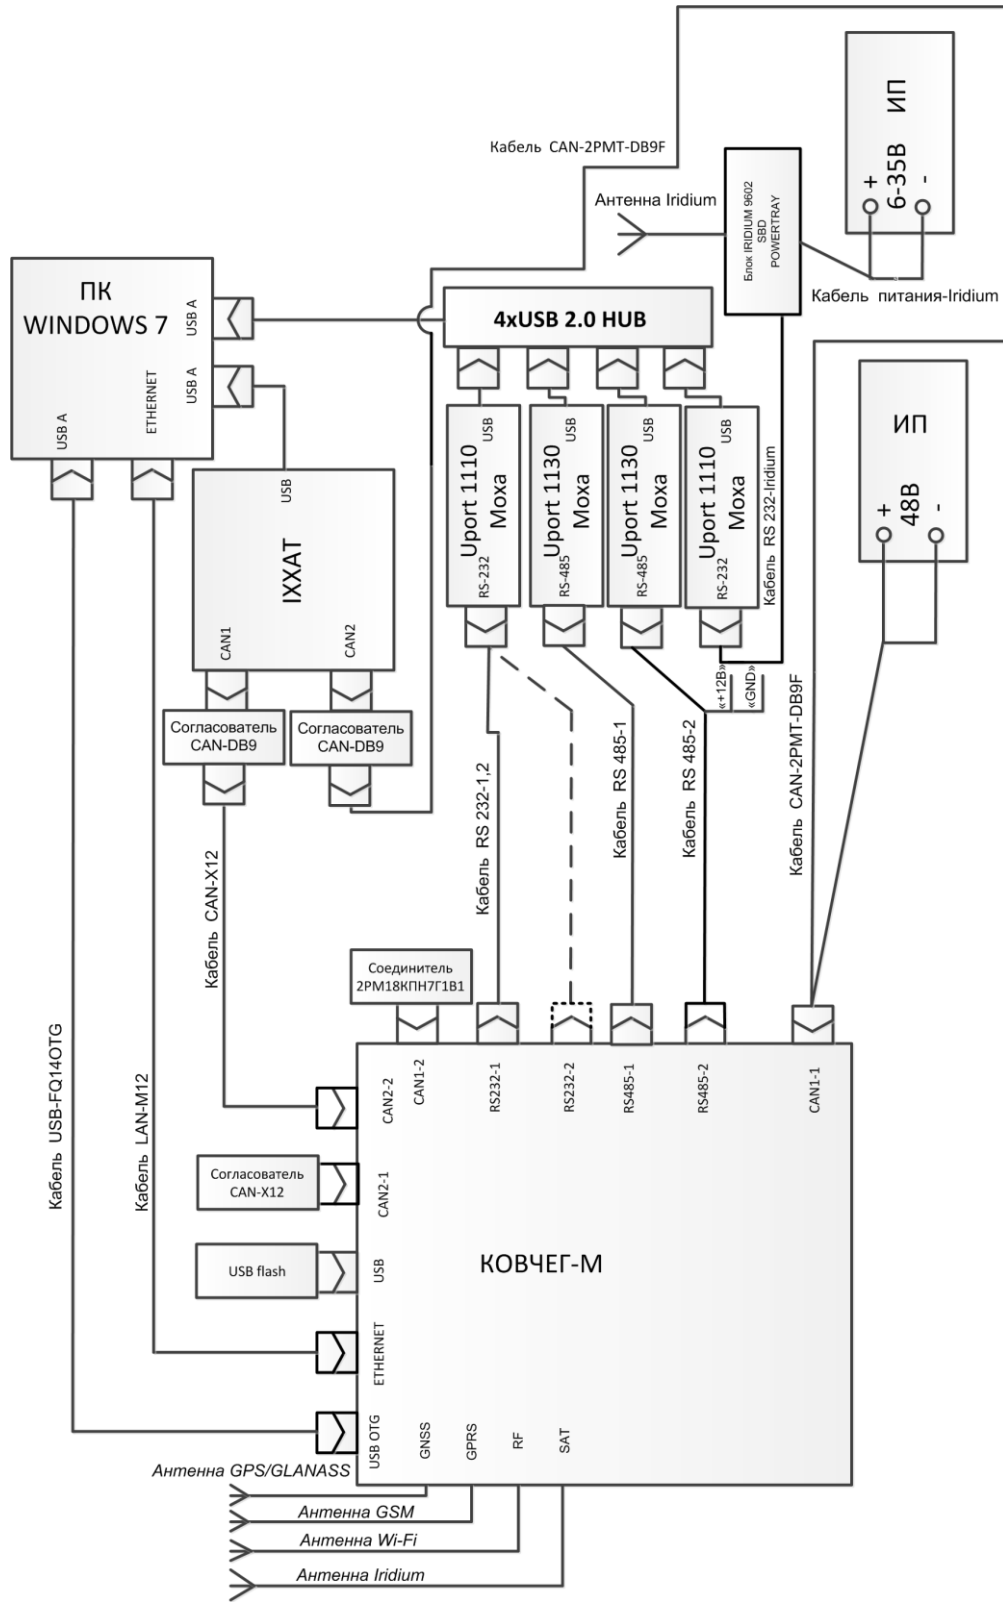 Кабель CAN-2PMT-DB9F
Антенна Iridium
Блок IRIDIUM 9602
SBD
POWERTRAY
ИП
+
6-35В
-
Кабель питания-Iridium
ПК
WINDOWS 7
USB A
USB A
ETHERNET
USB A
4xUSB 2.0 HUB
USB
Uport 1110
Moxa
RS-232
USB
Uport 1130
Moxa
RS-485
USB
Uport 1130
Moxa
RS-485
USB
Uport 1110
Moxa
RS-232
Кабель RS 232-Iridium
ИП
+
48В
-
USB
IXXAT
CAN1
CAN2
Согласователь
CAN-DB9
Согласователь
CAN-DB9
«+12В»
«GND»
Кабель RS 232-1,2
Кабель RS 485-1
Кабель RS 485-2
Кабель CAN-2PMT-DB9F
Кабель CAN-X12
Кабель USB-FQ14OTG
Кабель LAN-M12
Соединитель
2РМ18КПН7Г1В1
CAN2-2
CAN1-2
RS232-1
RS232-2
RS485-1
RS485-2
CAN1-1
Согласователь
CAN-X12
CAN2-1
USB flash
USB
КОВЧЕГ-М
ETHERNET
USB OTG
GNSS
GPRS
RF
SAT
Антенна GPS/GLANASS
Антенна GSM
Антенна Wi-Fi
Антенна Iridium